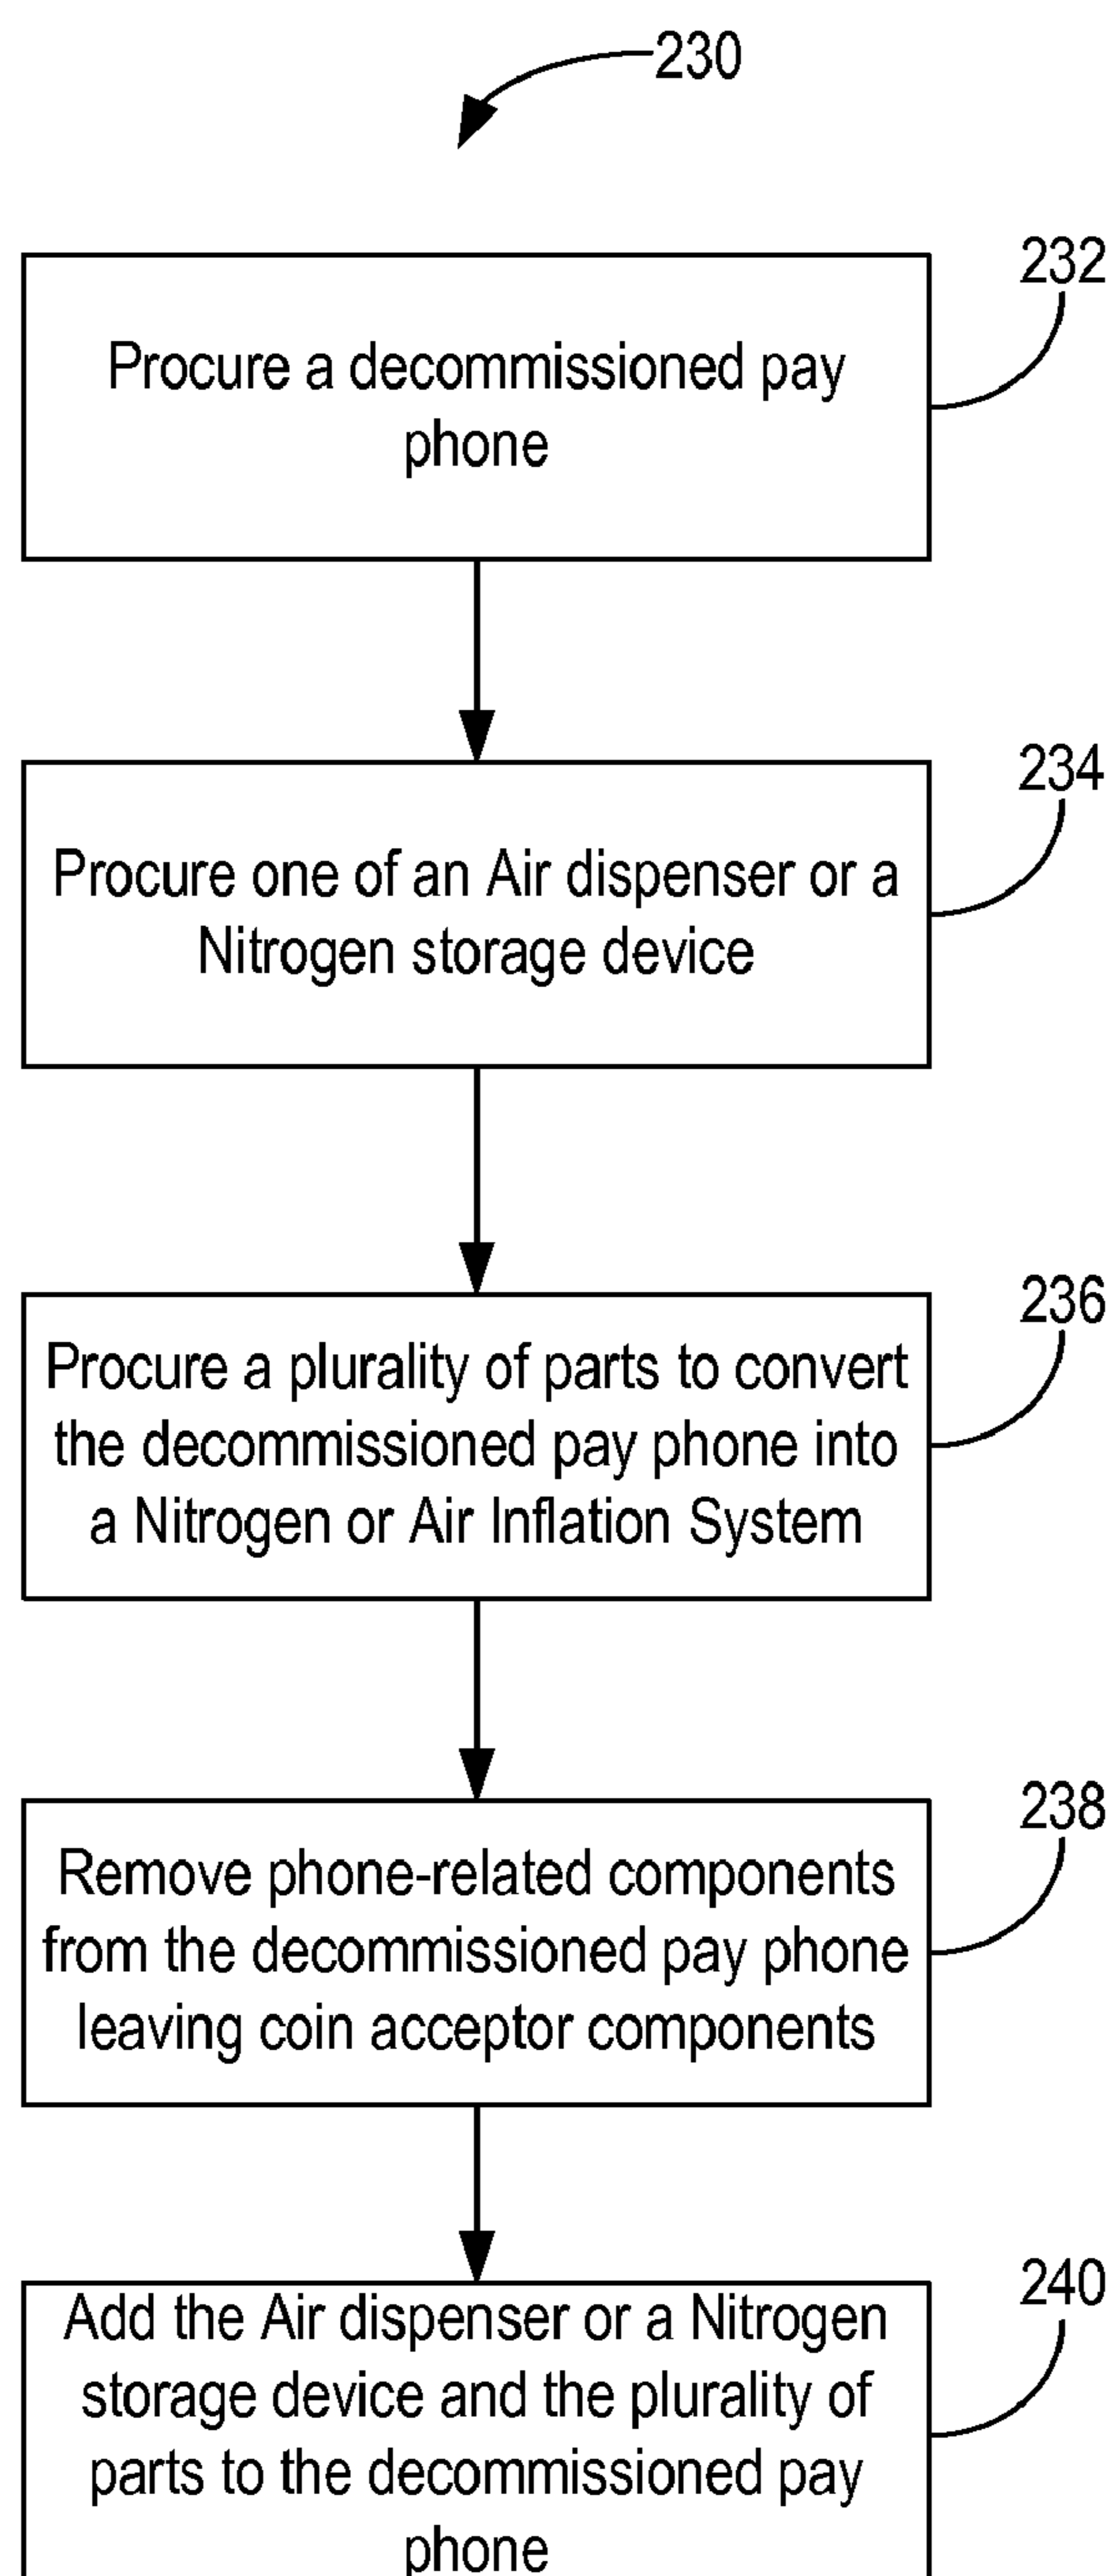 230
232
Procure a decommissioned pay
phone
234
Procure one of an Air dispenser or a
Nitrogen storage device
236
Procure a plurality of parts to convert
the decommissioned pay phone into
a Nitrogen or Air Inflation System
238
Remove phone-related components
from the decommissioned pay phone
leaving coin acceptor components
240
Add the Air dispenser or a Nitrogen
storage device and the plurality of
parts to the decommissioned pay
phone